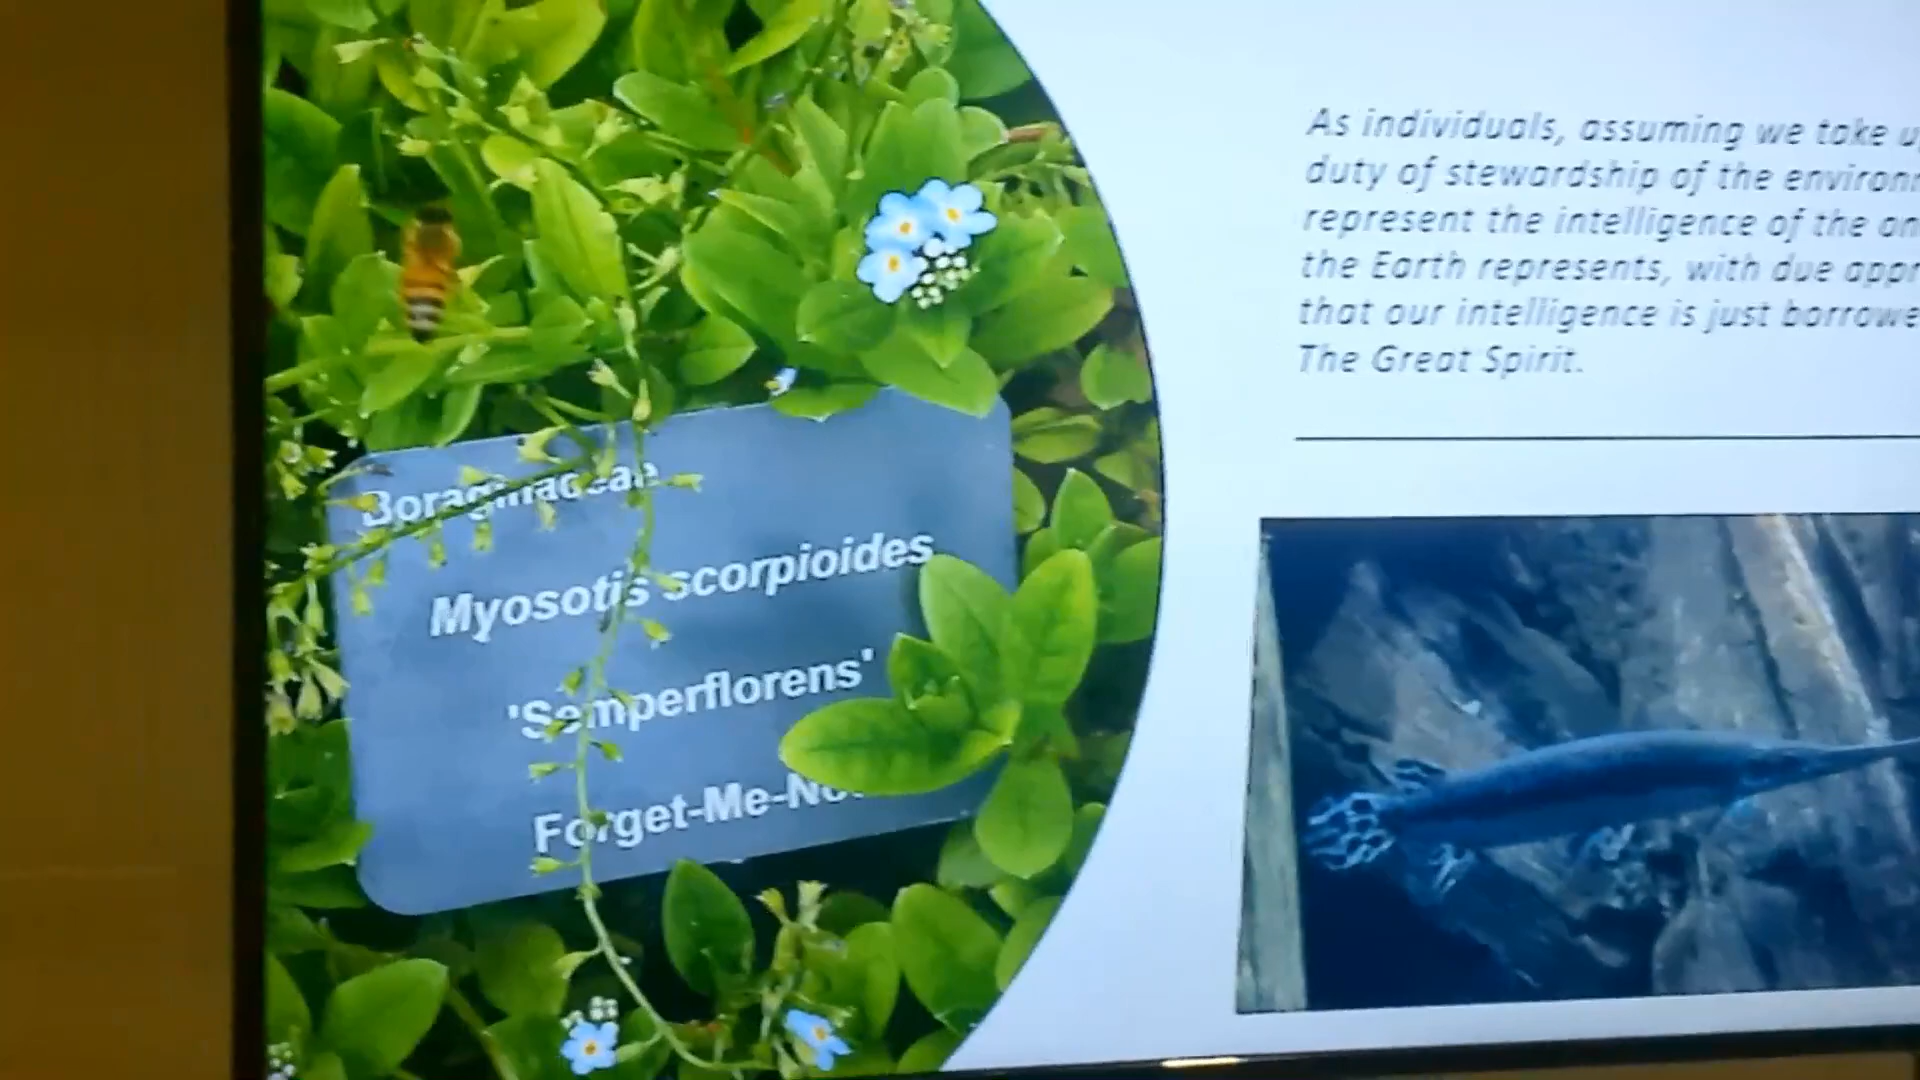 Boraginaceae
Myosotis scorpioides
'Semperflorens'
Forget-Me-Not
As individuals, assuming we take
duty of stewardship of the
represent the intelligence of the
the Earth represents, with due
that our intelligence is just
The Great Spirit.